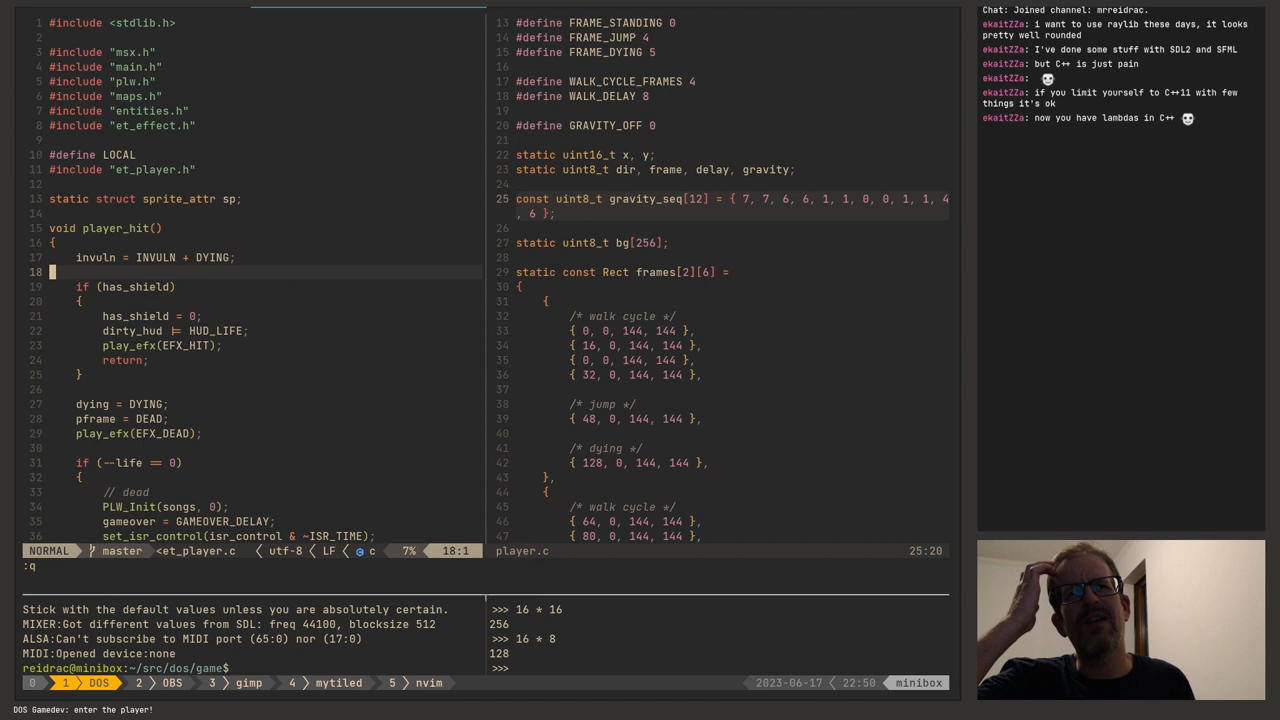 1 #include <stdlib.h>
2
3 #include "msx.h"
4 #include "main.h"
5 #include "plw.h"
6 #include "maps.h"
7 #include "entities.h"
8 #include "et_effect.h"
9
10 #define LOCAL
11 #include "et_player.h"
12
13 static struct sprite_attr sp;
14
15 void player_hit()
16 {
17     invuln = INVULN + DYING;
18
19     if (has_shield)
20     {
21         has_shield = 0;
22         dirty_hud |= HUD_LIFE;
23         play_efx(EFX_HIT);
24         return;
25     }
26
27     dying = DYING;
28     pframe = DEAD;
29     play_efx(EFX_DEAD);
30
31     if (--life == 0)
32     {
33         // dead
34         PLW_Init(songs, 0);
35         gameover = GAMEOVER_DELAY;
36         set_isr_control(isr_control & ~ISR_TIME);
NORMAL master <et_player.c utf-8 LF c 7% 18:1
:q
13 #define FRAME_STANDING 0
14 #define FRAME_JUMP 4
15 #define FRAME_DYING 5
16
17 #define WALK_CYCLE_FRAMES 4
18 #define WALK_DELAY 8
19
20 #define GRAVITY_OFF 0
21
22 static uint16_t x, y;
23 static uint8_t dir, frame, delay, gravity;
24
25 const uint8_t gravity_seq[12] = { 7, 7, 6, 6, 1, 1, 0, 0, 1, 1, 4
, 6 };
26
27 static uint8_t bg[256];
28
29 static const Rect frames[2][6] =
30 {
31     {
32         /* walk cycle */
33         { 0, 0, 144, 144 },
34         { 16, 0, 144, 144 },
35         { 0, 0, 144, 144 },
36         { 32, 0, 144, 144 },
37
38         /* jump */
39         { 48, 0, 144, 144 },
40
41         /* dying */
42         { 128, 0, 144, 144 },
43     },
44     {
45         /* walk cycle */
46         { 64, 0, 144, 144 },
47         { 80, 0, 144, 144 },
player.c 25:20
Stick with the default values unless you are absolutely certain.
MIXER:Got different values from SDL: freq 44100, blocksize 512
ALSA:Can't subscribe to MIDI port (65:0) nor (17:0)
MIDI:Opened device:none
reidrac@minibox:~/src/dos/game$
>>> 16 * 16
256
>>> 16 * 8
128
>>>
0 1 DOS 2 OBS 3 gimp 4 mytiled 5 nvim 2023-06-17 22:50 minibox
DOS Gamedev: enter the player!
Chat: Joined channel: mrreidrac.
ekaitZZa: i want to use raylib these days, it looks
pretty well rounded
ekaitZZa: I've done some stuff with SDL2 and SFML
ekaitZZa: but C++ is just pain
ekaitZZa:
ekaitZZa: if you limit yourself to C++11 with few
things it's ok
ekaitZZa: now you have lambdas in C++